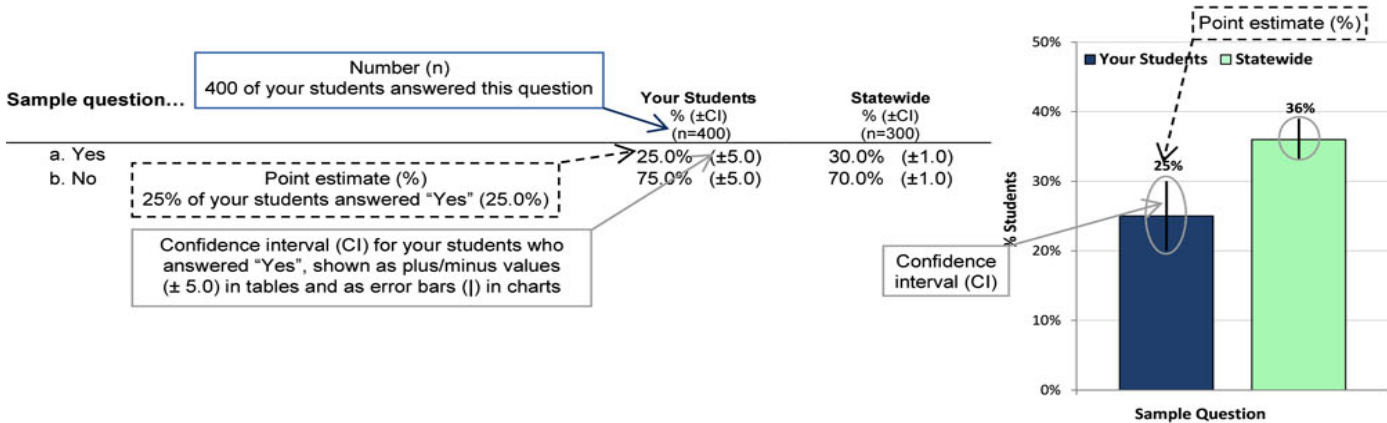 Number (n)
400 of your students answered this question
Sample question…
Your Students
% (±CI)
(n=400)
Statewide
% (±CI)
(n=300)
a. Yes
25.0% (±5.0)
30.0% (±1.0)
b. No
75.0% (±5.0)
70.0% (±1.0)
Point estimate (%)
25% of your students answered “Yes” (25.0%)
Confidence interval (CI) for your students who
answered “Yes”, shown as plus/minus values
(± 5.0) in tables and as error bars (|) in charts
Point estimate (%)
Your Students
Statewide
50%
40%
30%
20%
10%
0%
% Students
25%
36%
Confidence
interval (CI)
Sample Question